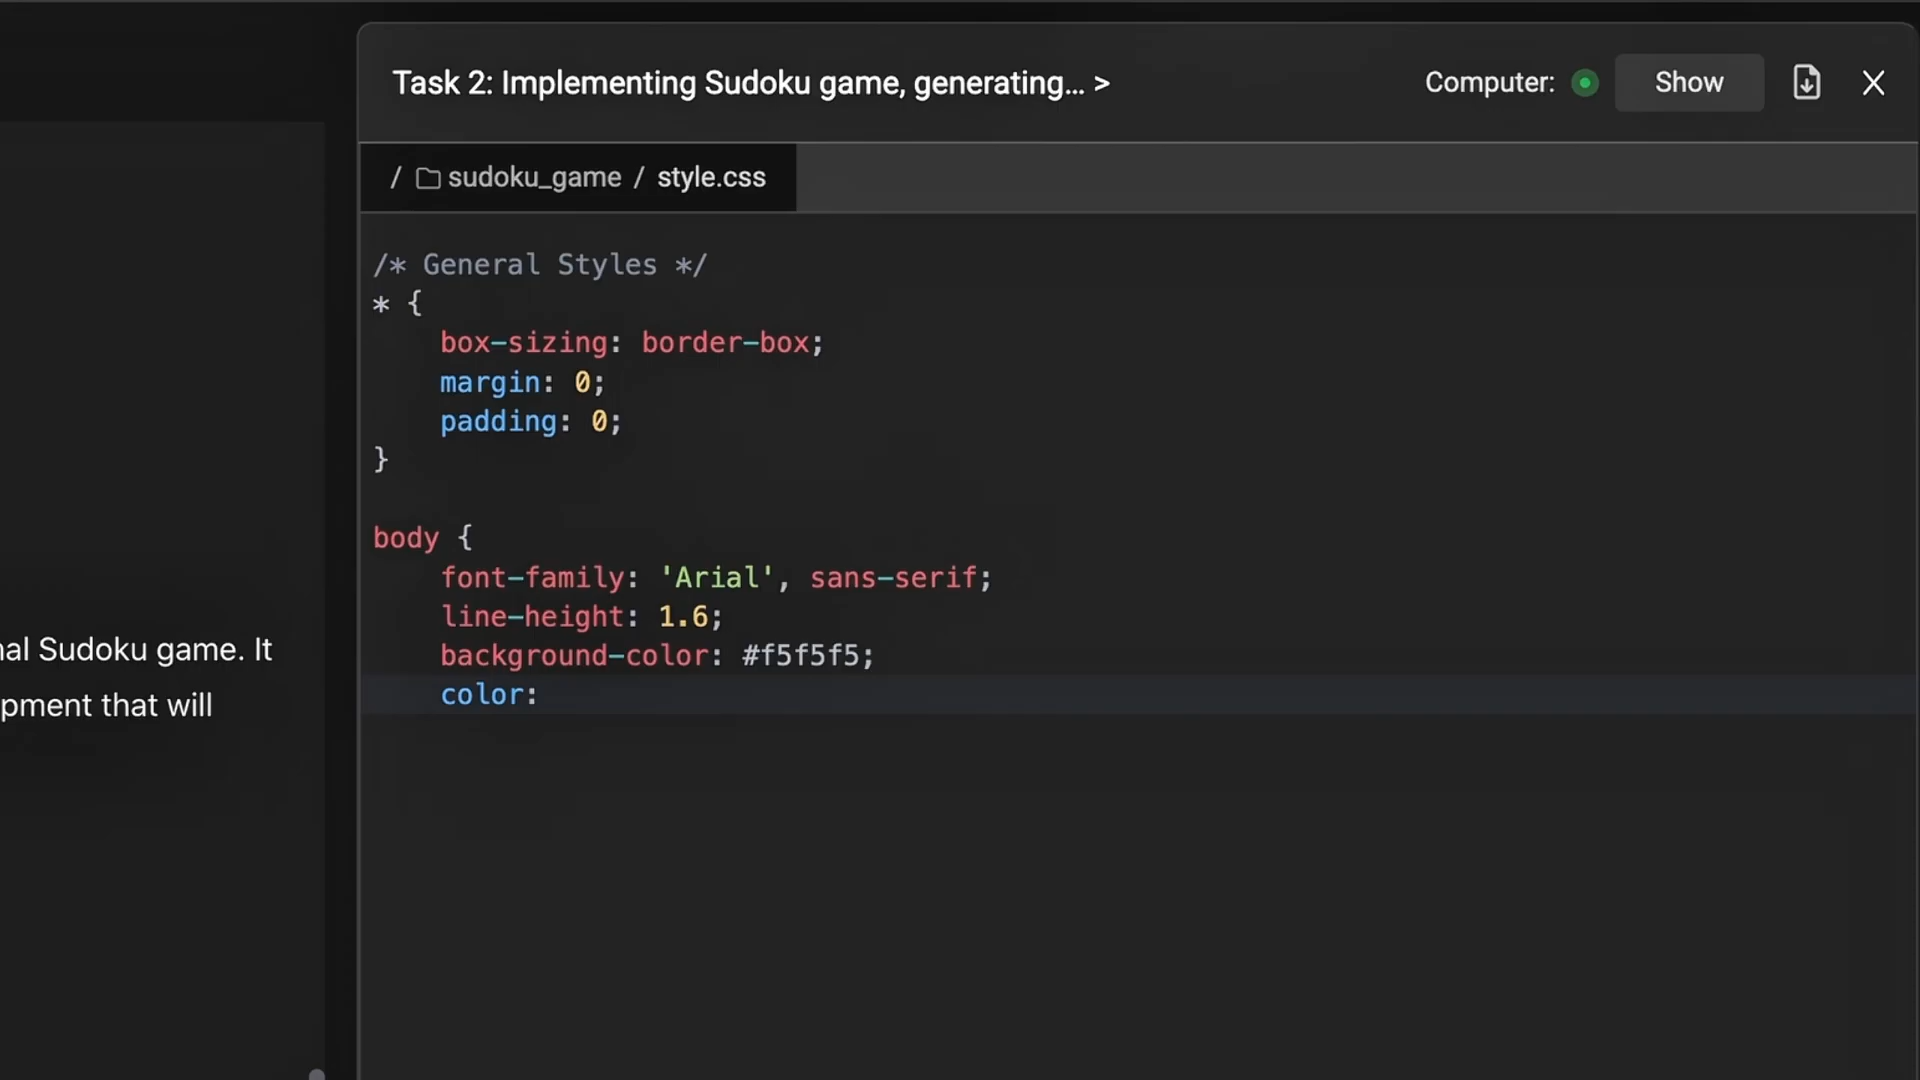 Task 2: Implementing Sudoku game, generating... >
Computer:
Show
/ sudoku_game / style.css
/* General Styles */
* {
box-sizing: border-box;
margin: 0;
padding: 0;
}
body {
font-family: 'Arial', sans-serif;
line-height: 1.6;
background-color: #f5f5f5;
color:
Sudoku game. It
that will